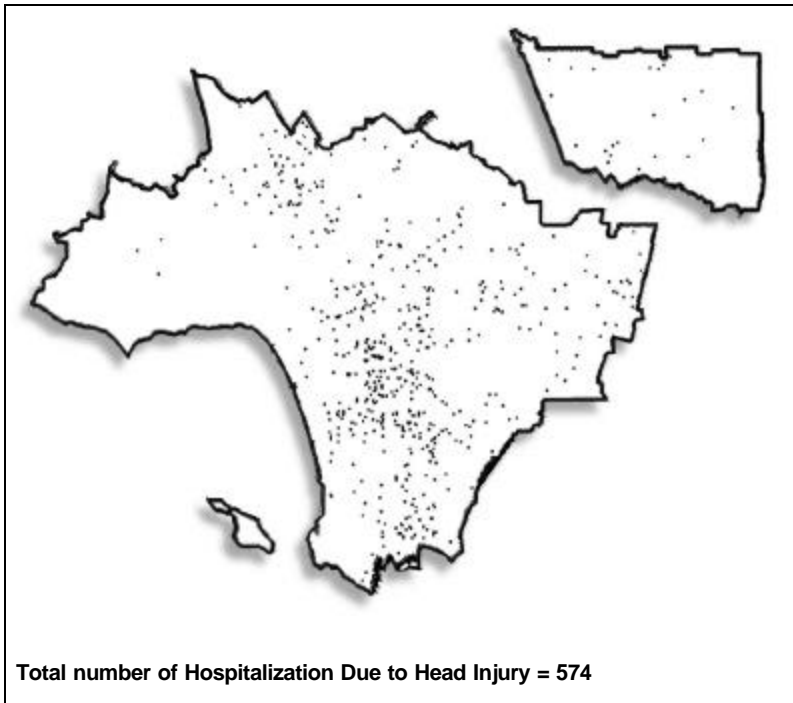 Total number of Hospitalization Due to Head Injury = 574